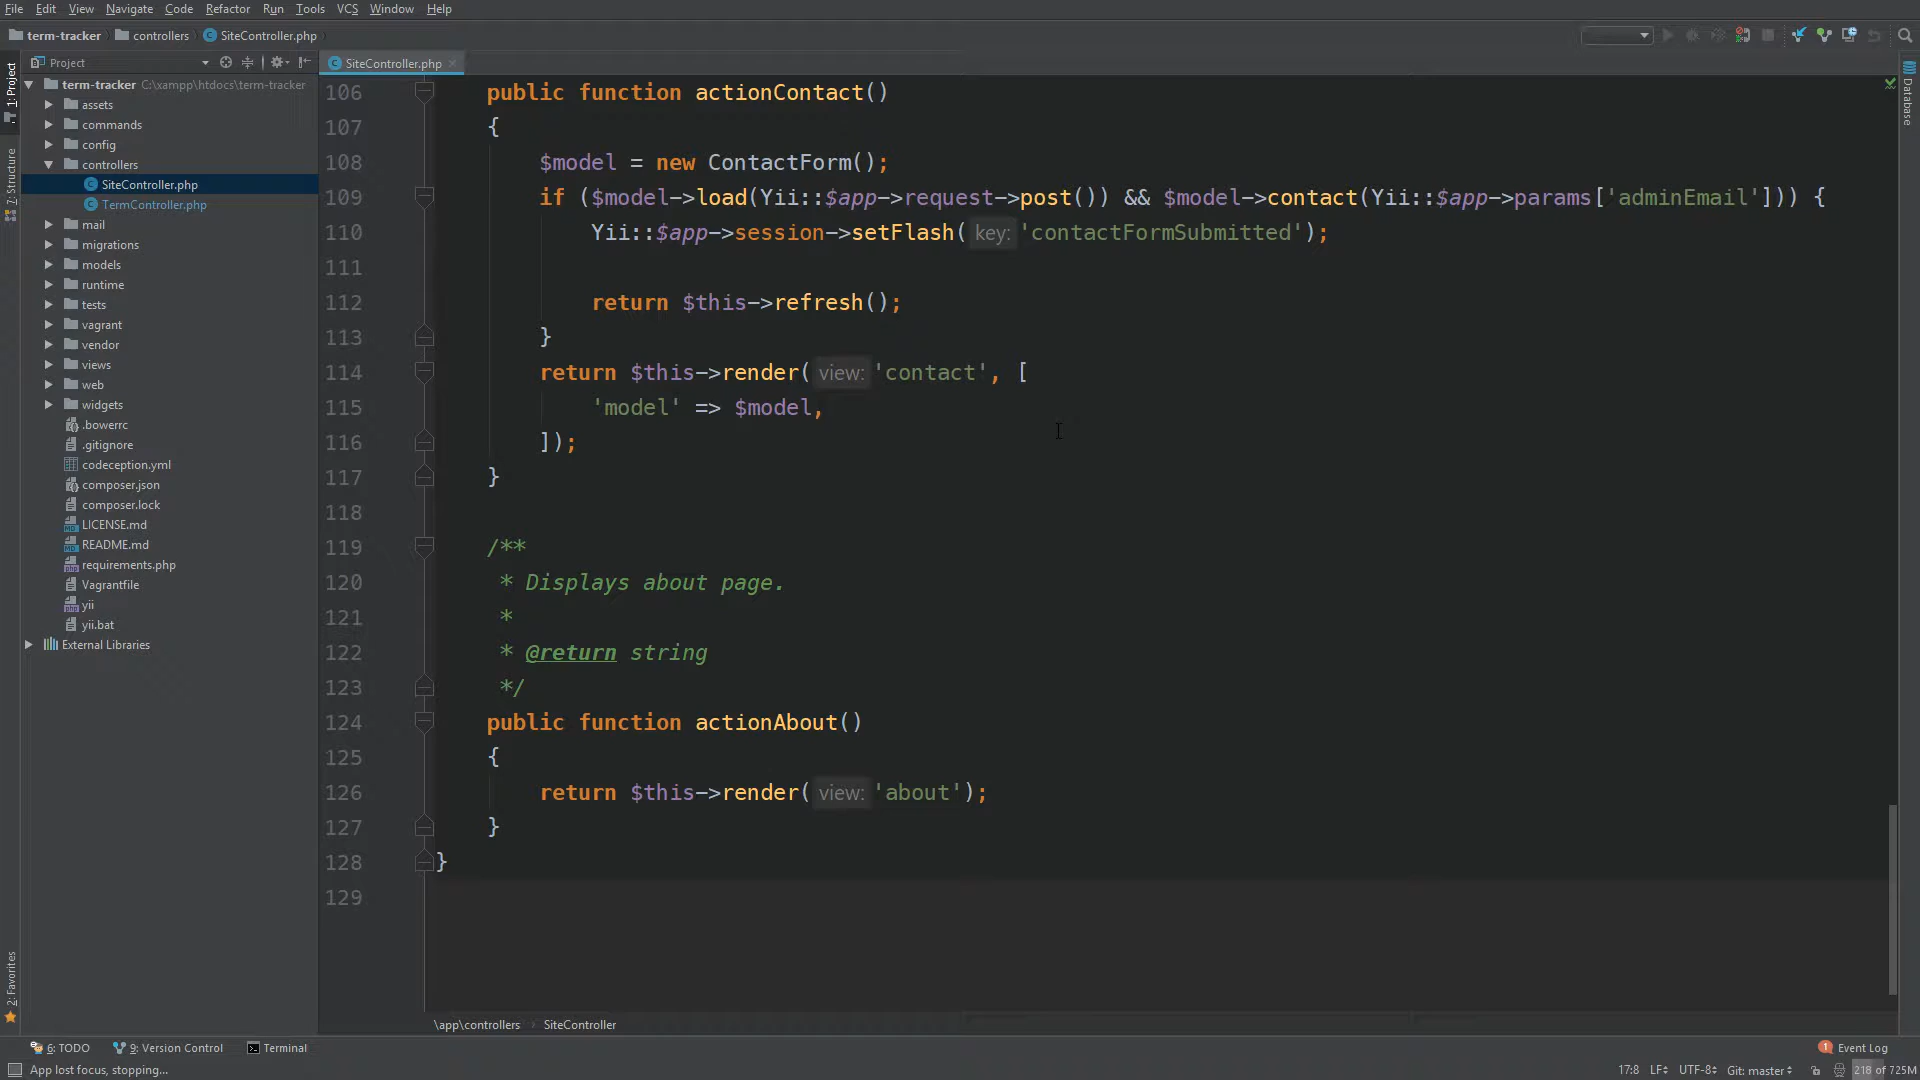 File Edit View Navigate Code Refactor Run Tools VCS Window Help
term-tracker controllers SiteController.php
Project
SiteController.php
1: Project
7: Structure
2: Favorites
Database
term-tracker C:\xampp\htdocs\term-tracker
assets
commands
config
controllers
SiteController.php
TermController.php
mail
migrations
models
runtime
tests
vagrant
vendor
views
web
widgets
.bowerrc
.gitignore
codeception.yml
composer.json
composer.lock
LICENSE.md
README.md
requirements.php
Vagrantfile
yii
yii.bat
External Libraries
106 public function actionContact()
107 {
108 $model = new ContactForm();
109 if ($model->load(Yii::$app->request->post()) && $model->contact(Yii::$app->params['adminEmail'])) {
110 Yii::$app->session->setFlash( key: 'contactFormSubmitted');
111
112 return $this->refresh();
113 }
114 return $this->render( view: 'contact', [
115 'model' => $model,
116 ]);
117 }
118
119 /**
120 * Displays about page.
121 *
122 * @return string
123 */
124 public function actionAbout()
125 {
126 return $this->render( view: 'about');
127 }
128 }
129
\app\controllers › SiteController
6: TODO 9: Version Control Terminal 1 Event Log
App lost focus, stopping... 17:8 LF UTF-8 Git: master 218 of 725M